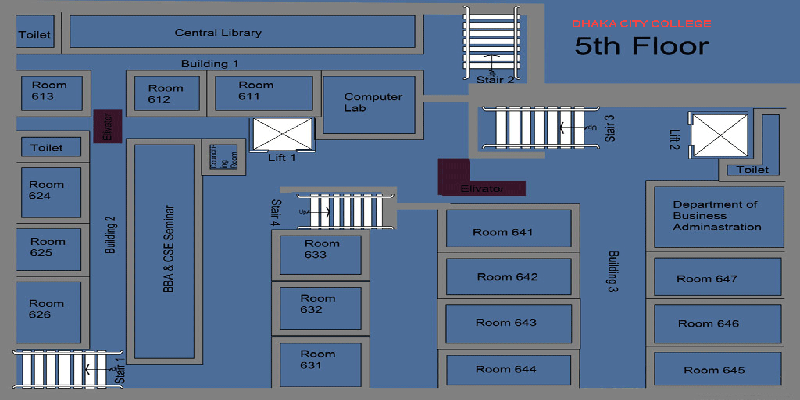 DHAKA CITY COLLEGE
5th Floor
Toilet
Central Library
Building 1
Stair 2
Room
613
Room
612
Room
611
Computer
Lab
Elivator
Stair 3
Lift 2
Toilet
Lift 1
Room
Toilet
Elivator
Room
624
Building 2
BBA & CSE Seminar
Stair 4
Up
Department of
Business
Adminastration
Room 641
Room
625
Room
633
Building 3
Room 642
Room 647
Room
626
Room
632
Room 643
Room 646
Stair 1
Room
631
Room 644
Room 645